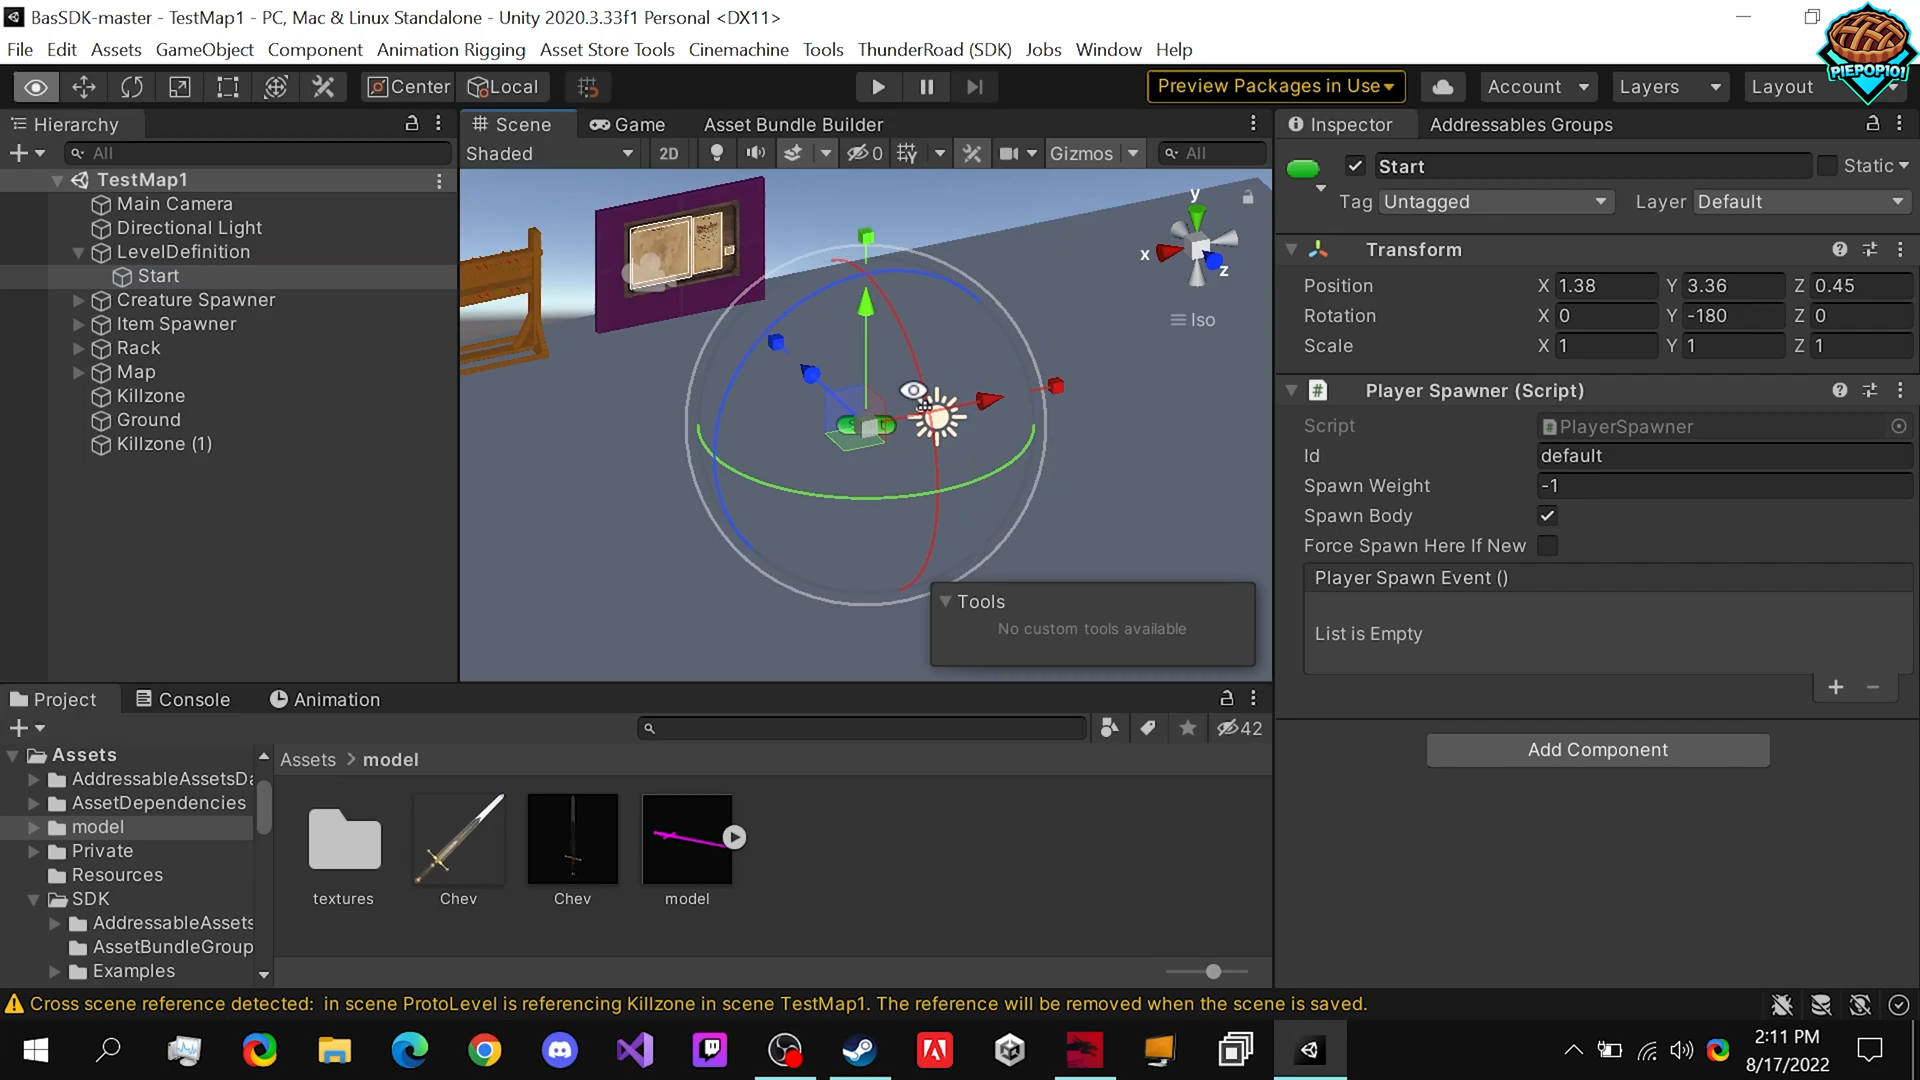 BasSDK-master - TestMap1 - PC, Mac & Linux Standalone - Unity 2020.3.33f1 Personal <DX11>
File Edit Assets GameObject Component Animation Rigging Asset Store Tools Cinemachine Tools ThunderRoad (SDK) Jobs Window Help
PIEPOP101
Center Local Preview Packages in Use Account Layers Layout
Hierarchy
All
TestMap1
Main Camera
Directional Light
LevelDefinition
Start
Creature Spawner
Item Spawner
Rack
Map
Killzone
Ground
Killzone (1)
Scene Game Asset Bundle Builder
Shaded 2D 0 Gizmos All
y
x
z
Iso
Tools
No custom tools available
Inspector Addressables Groups
Start Static
Tag Untagged Layer Default
Transform
Position X 1.38 Y 3.36 Z 0.45
Rotation X 0 Y -180 Z 0
Scale X 1 Y 1 Z 1
Player Spawner (Script)
Script PlayerSpawner
Id default
Spawn Weight -1
Spawn Body
Force Spawn Here If New
Player Spawn Event ()
List is Empty
Add Component
Project Console Animation
42
Assets
AddressableAssetsDa
AssetDependencies
model
Private
Resources
SDK
AddressableAssets
AssetBundleGroup
Examples
Assets > model
textures Chev Chev model
Cross scene reference detected: in scene ProtoLevel is referencing Killzone in scene TestMap1. The reference will be removed when the scene is saved.
2:11 PM
8/17/2022